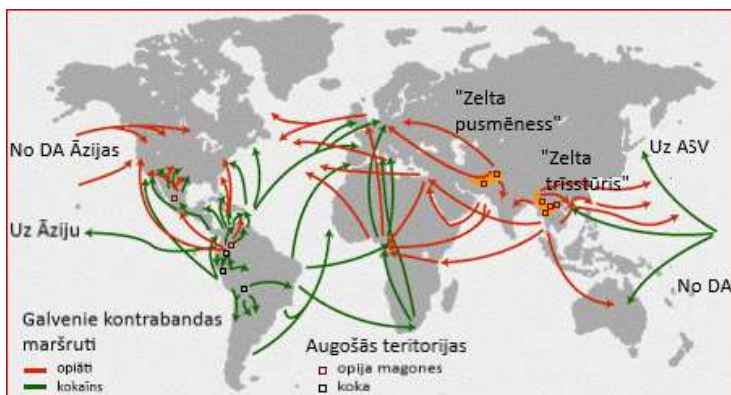 "Zelta
pusmēness"
"Zelta
trīsstūris"
Uz ASV
No DA Āzijas
Uz Āziju
No DA
Galvenie kontrabandas
maršruti
opiāti
kokaīns
Augošās teritorijas
opija magones
koka